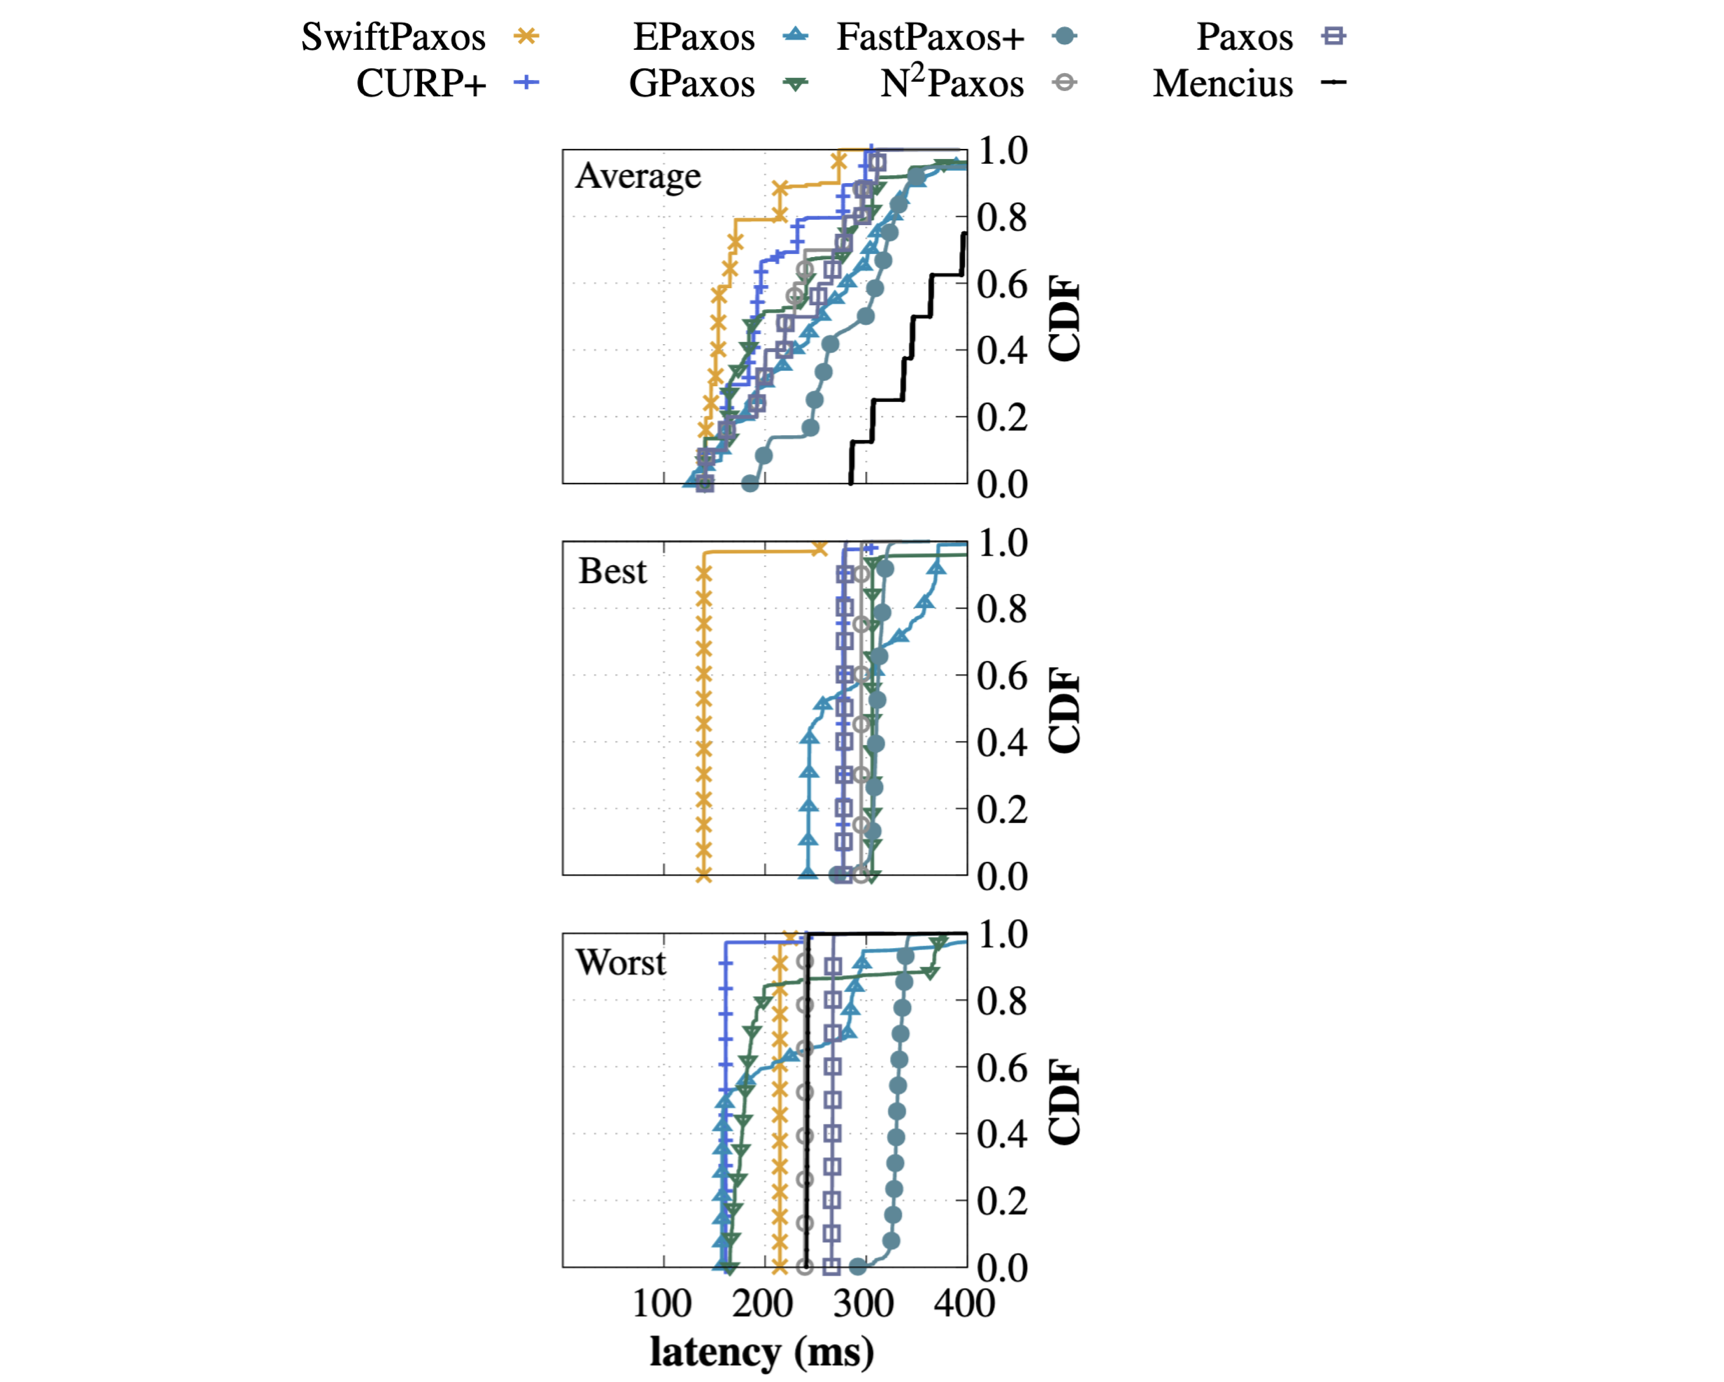 SwiftPaxos EPaxos FastPaxos+ Paxos
CURP+ GPaxos N²Paxos Mencius
Average
1.0
0.8
0.6
0.4
0.2
0.0
CDF
Best
1.0
0.8
0.6
0.4
0.2
0.0
CDF
Worst
1.0
0.8
0.6
0.4
0.2
0.0
CDF
100 200 300 400
latency (ms)